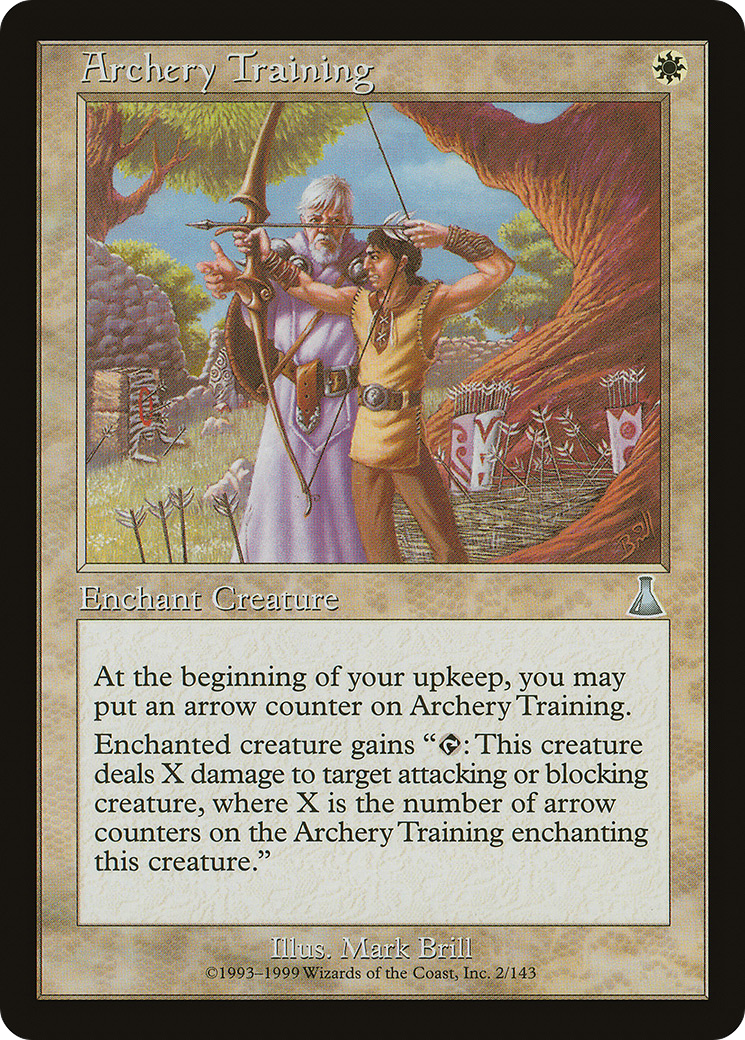 Archery Training
Brill
Enchant Creature
At the beginning of your upkeep, you may
put an arrow counter on Archery Training.
Enchanted creature gains “: This creature
deals X damage to target attacking or blocking
creature, where X is the number of arrow
counters on the Archery Training enchanting
this creature.”
Illus. Mark Brill
©1993–1999 Wizards of the Coast, Inc. 2/143